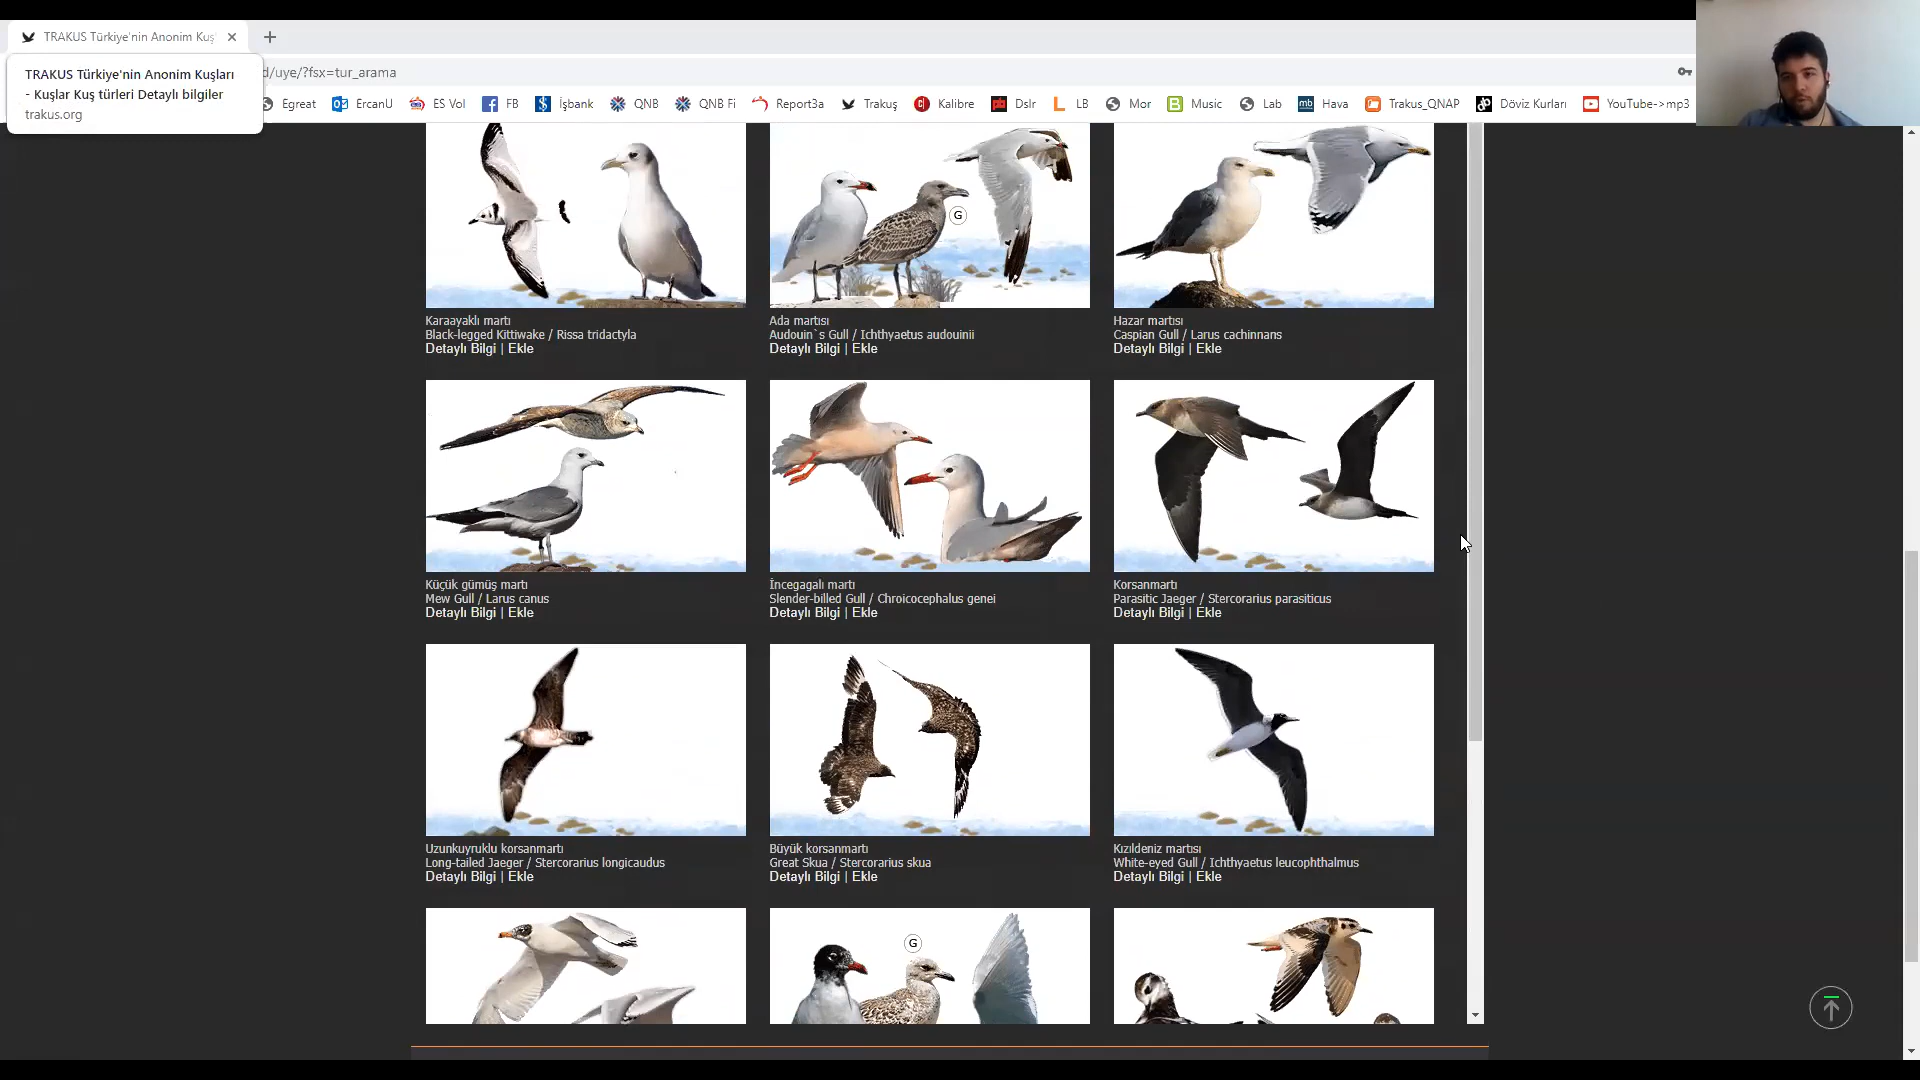 TRAKUS Türkiye'nin Anonim Kuş
TRAKUS Türkiye'nin Anonim Kuşları
- Kuşlar Kuş türleri Detaylı bilgiler
trakus.org
d/uye/?fsx=tur_arama
Egreat ErcanU ES Vol FB İşbank QNB QNB Fi Report3a Trakuş Kalibre Dslr LB Mor Music Lab Hava Trakus_QNAP Döviz Kurları YouTube->mp3
G
Karaayaklı martı
Black-legged Kittiwake / Rissa tridactyla
Detaylı Bilgi | Ekle
Ada martısı
Audouin`s Gull / Ichthyaetus audouinii
Detaylı Bilgi | Ekle
Hazar martısı
Caspian Gull / Larus cachinnans
Detaylı Bilgi | Ekle
Küçük gümüş martı
Mew Gull / Larus canus
Detaylı Bilgi | Ekle
İncegagalı martı
Slender-billed Gull / Chroicocephalus genei
Detaylı Bilgi | Ekle
Korsanmartı
Parasitic Jaeger / Stercorarius parasiticus
Detaylı Bilgi | Ekle
Uzunkuyruklu korsanmartı
Long-tailed Jaeger / Stercorarius longicaudus
Detaylı Bilgi | Ekle
Büyük korsanmartı
Great Skua / Stercorarius skua
Detaylı Bilgi | Ekle
Kızıldeniz martısı
White-eyed Gull / Ichthyaetus leucophthalmus
Detaylı Bilgi | Ekle
G